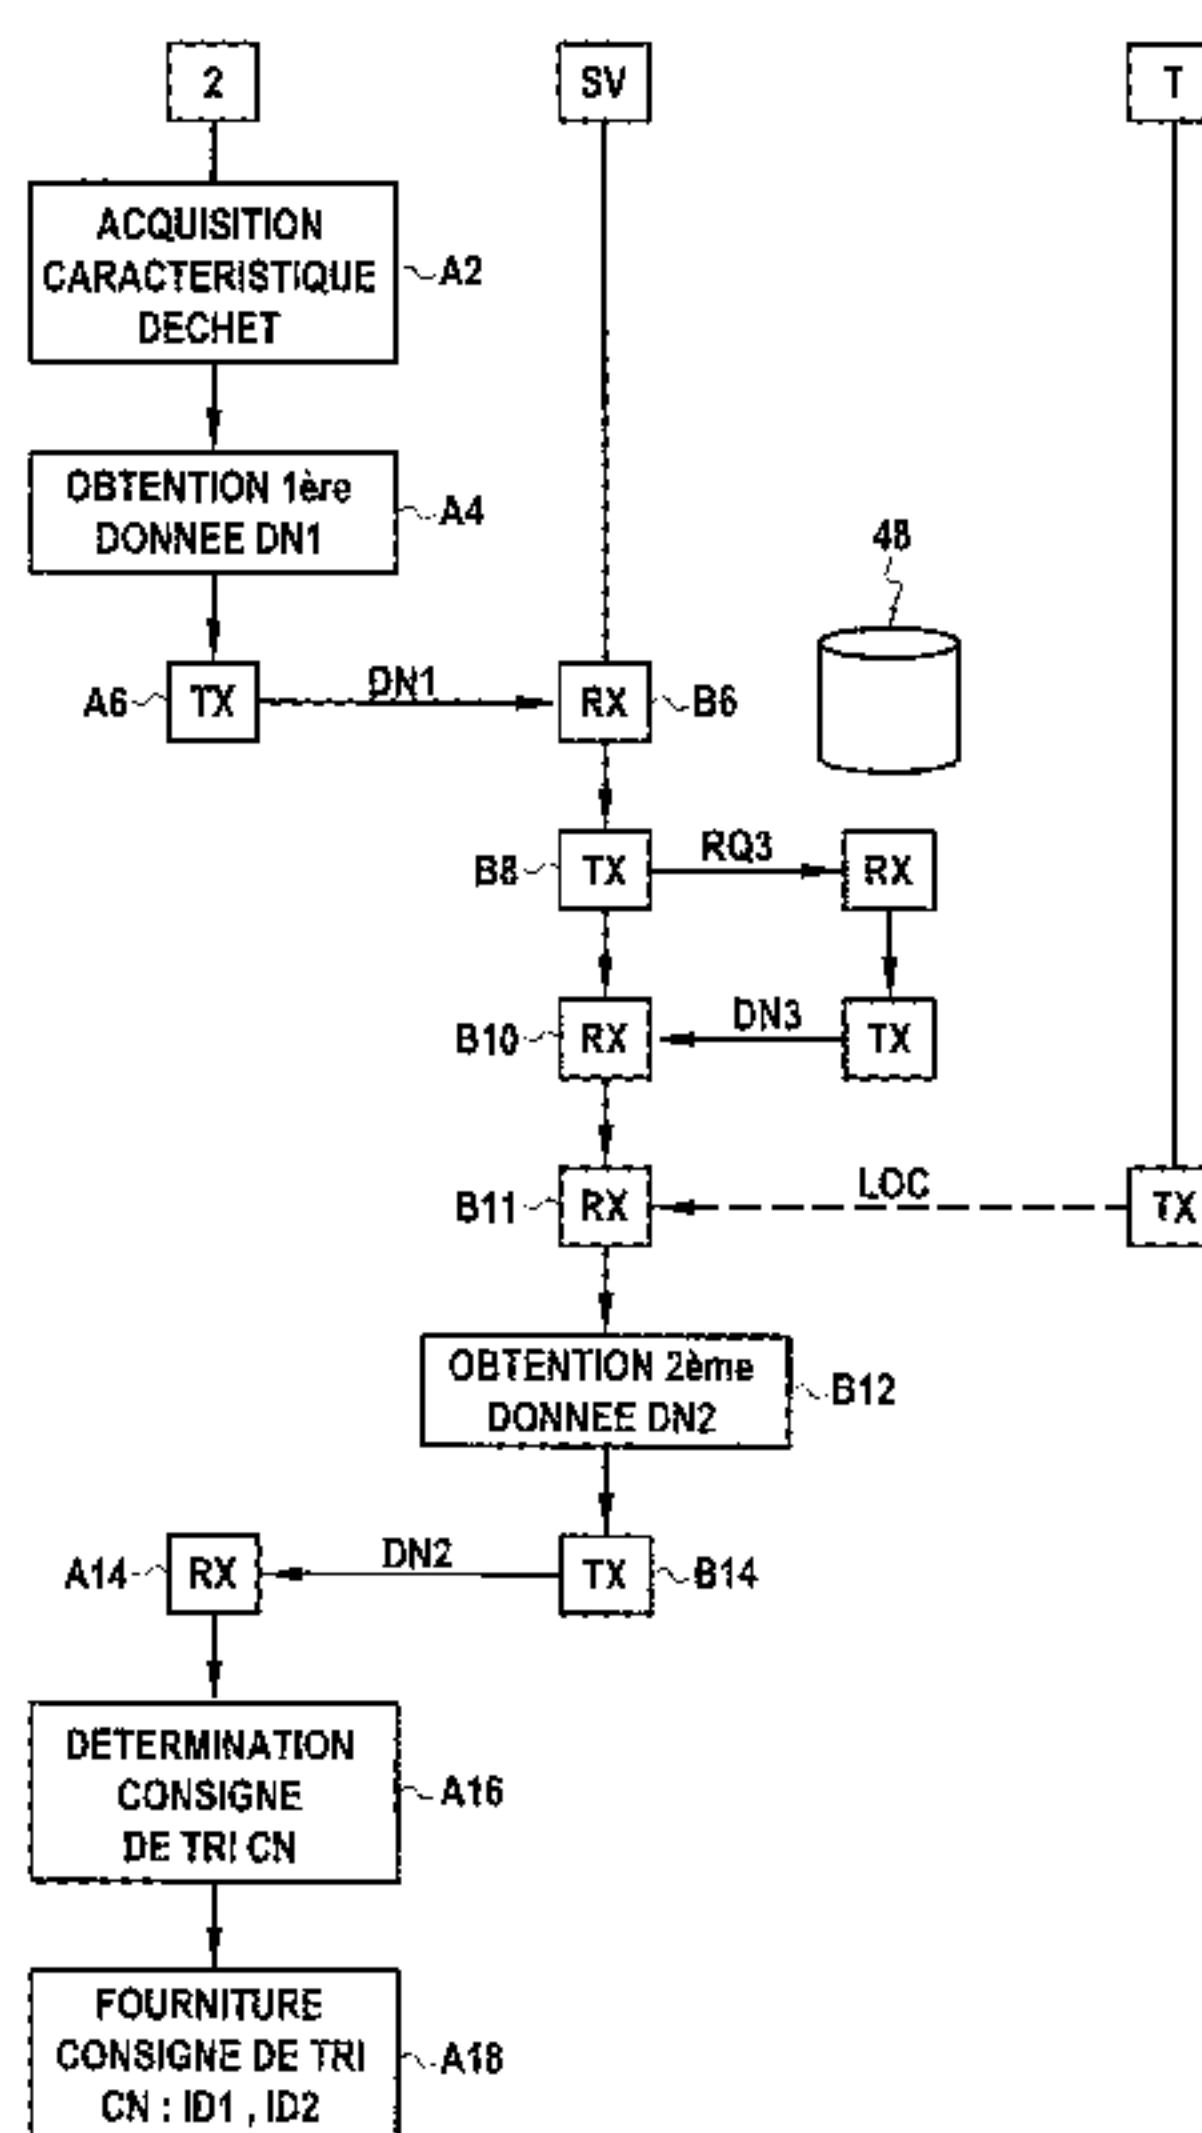 2
SV
T
ACQUISITION
CARACTERISTIQUE
DECHET
A2
OBTENTION 1ère
DONNEE DN1
A4
48
A6
TX
DN1
RX
B6
B8
TX
RQ3
RX
B10
RX
DN3
TX
B11
RX
LOC
TX
OBTENTION 2ème
DONNEE DN2
B12
A14
RX
DN2
TX
B14
DETERMINATION
CONSIGNE
DE TRI CN
A16
FOURNITURE
CONSIGNE DE TRI
CN : ID1 , ID2
A18